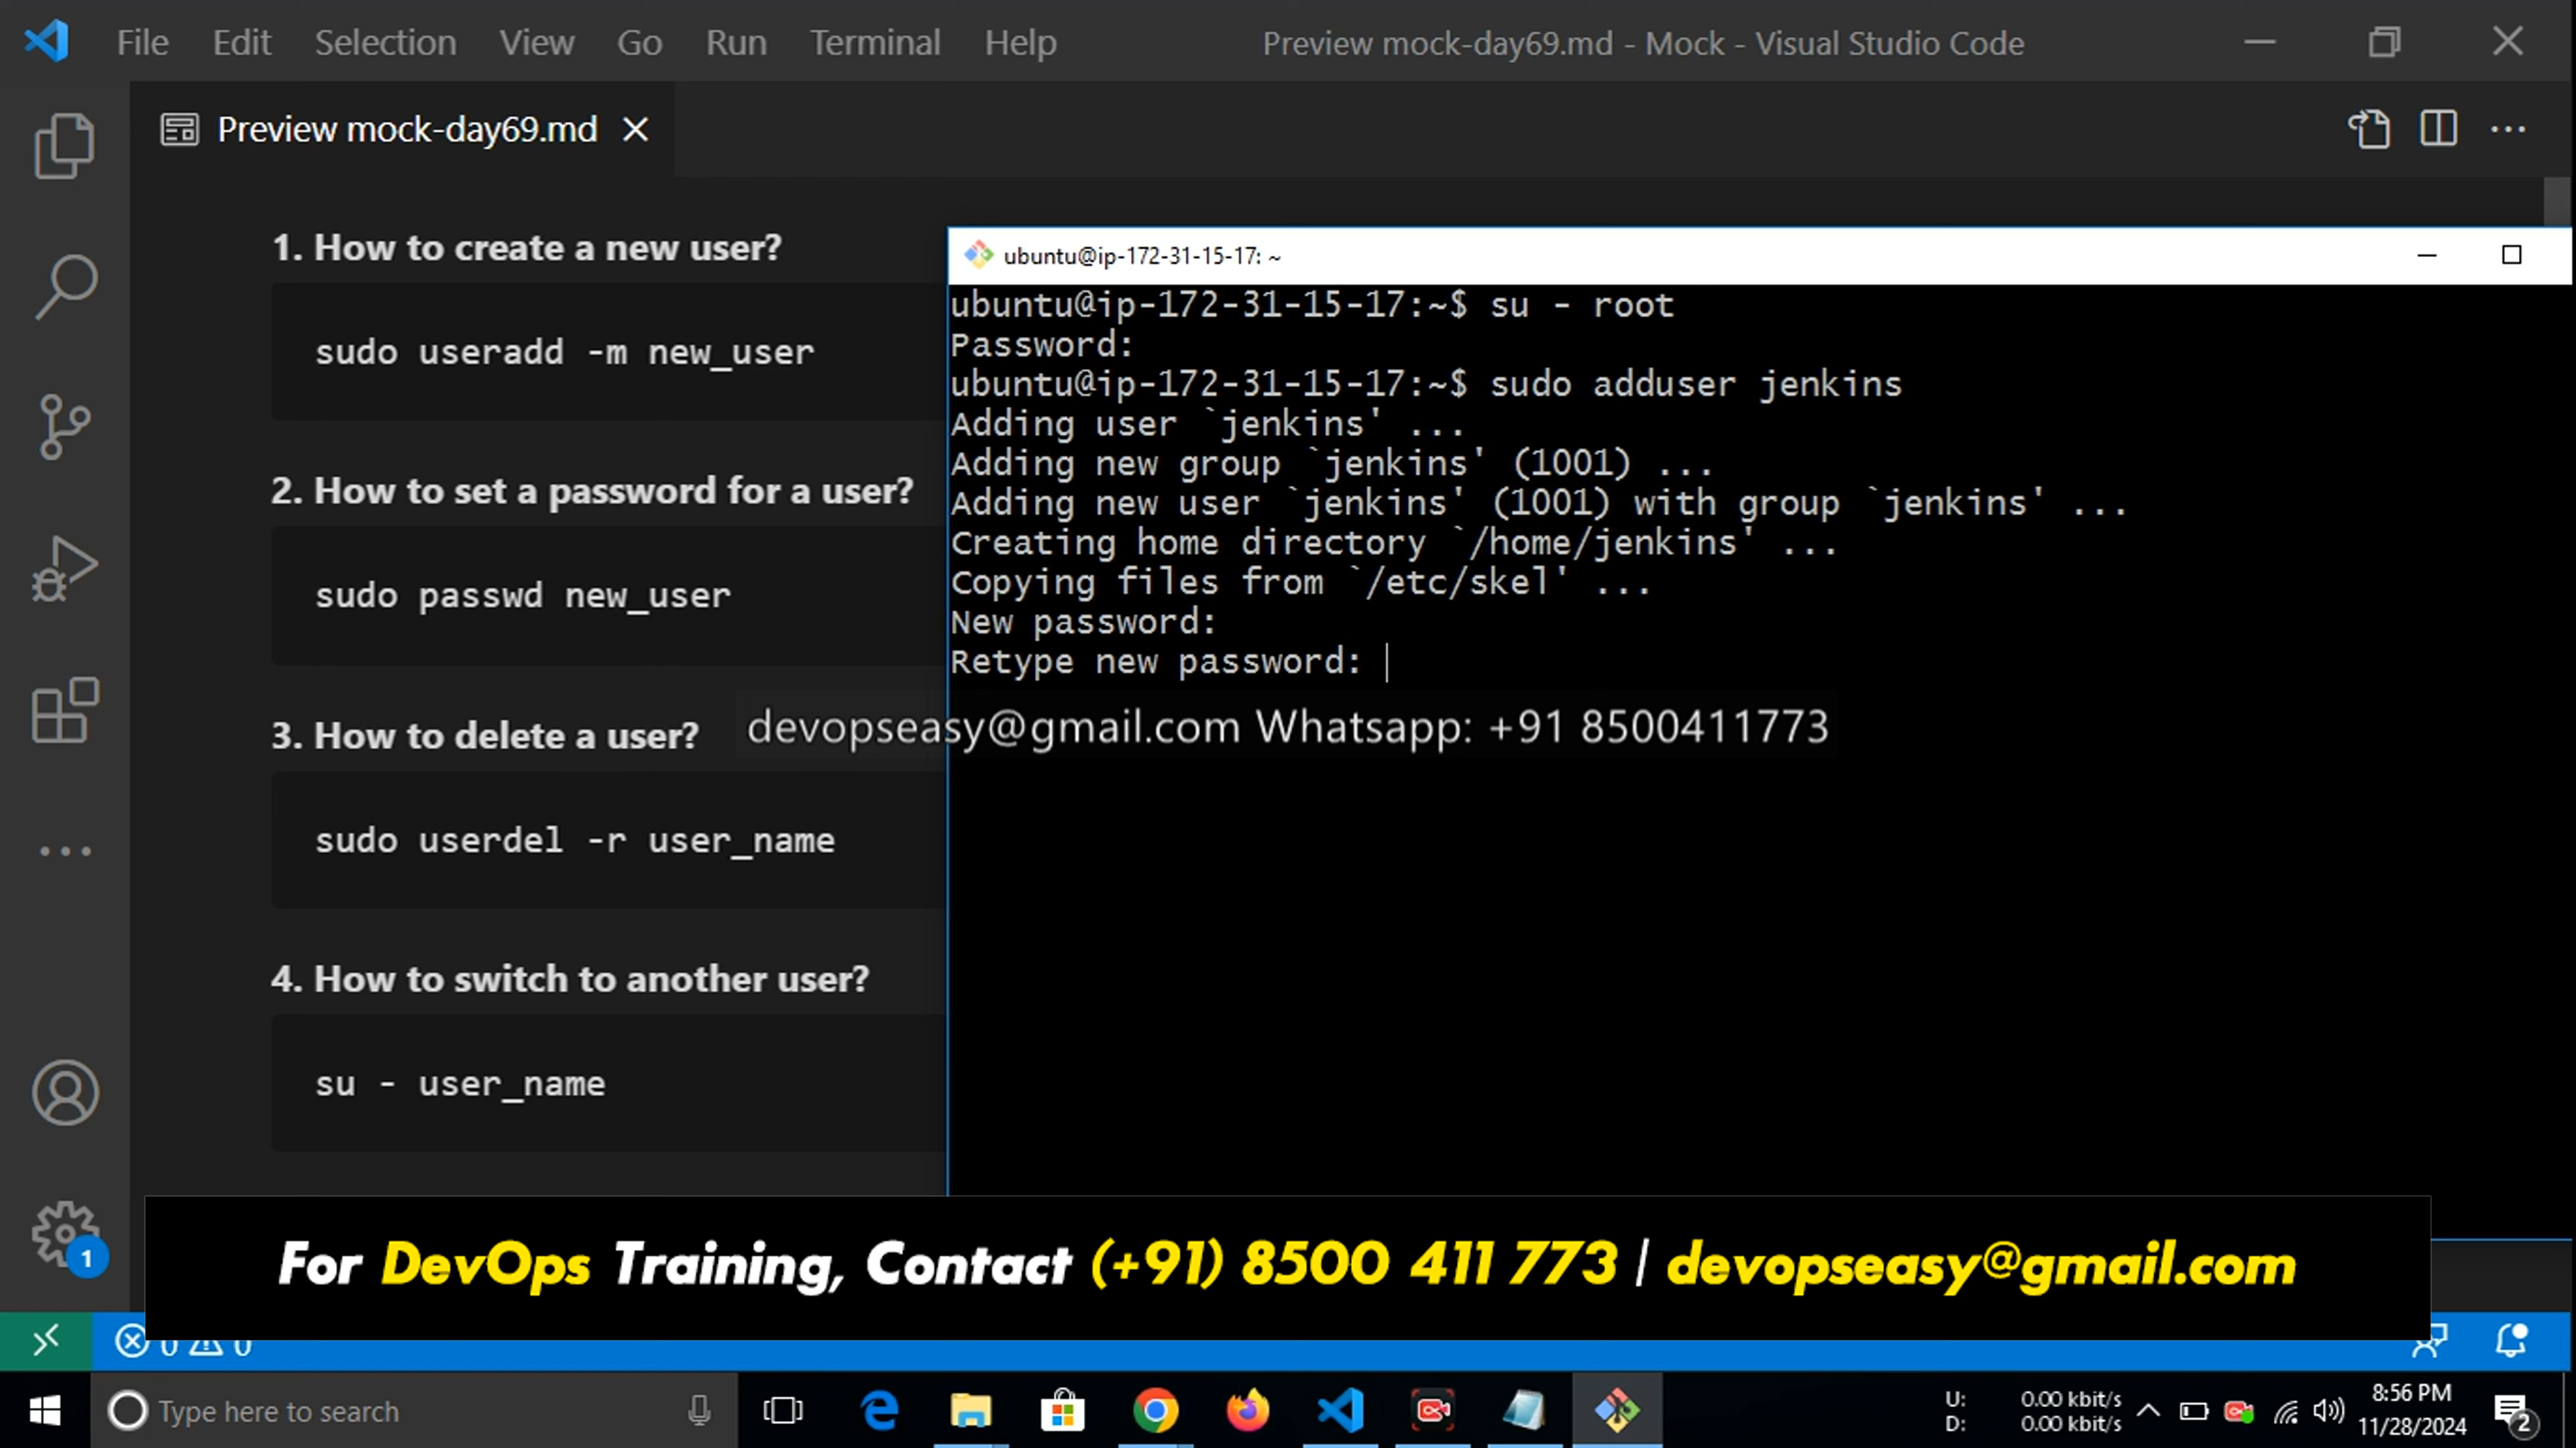 File Edit Selection View Go Run Terminal Help
Preview mock-day69.md - Mock - Visual Studio Code
Preview mock-day69.md
1. How to create a new user?
sudo useradd -m new_user
2. How to set a password for a user?
sudo passwd new_user
3. How to delete a user?
sudo userdel -r user_name
4. How to switch to another user?
su - user_name
ubuntu@ip-172-31-15-17: ~
ubuntu@ip-172-31-15-17:~$ su - root
Password:
ubuntu@ip-172-31-15-17:~$ sudo adduser jenkins
Adding user `jenkins' ...
Adding new group `jenkins' (1001) ...
Adding new user `jenkins' (1001) with group `jenkins' ...
Creating home directory `/home/jenkins' ...
Copying files from `/etc/skel' ...
New password:
Retype new password:
devopseasy@gmail.com Whatsapp: +91 8500411773
1
For DevOps Training, Contact (+91) 8500 411 773 | devopseasy@gmail.com
0 0
Type here to search
U: 0.00 kbit/s
D: 0.00 kbit/s
8:56 PM
11/28/2024
2